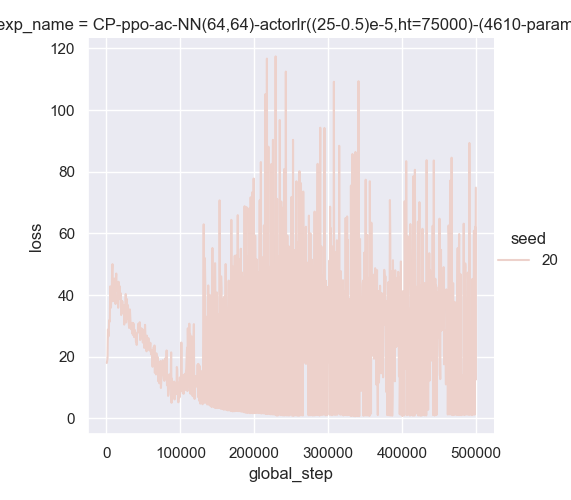 exp_name = CP-ppo-ac-NN(64,64)-actorlr((25-0.5)e-5,ht=75000)-(4610-param
120
100
80
60
40
20
0
loss
seed
20
0 100000 200000 300000 400000 500000
global_step